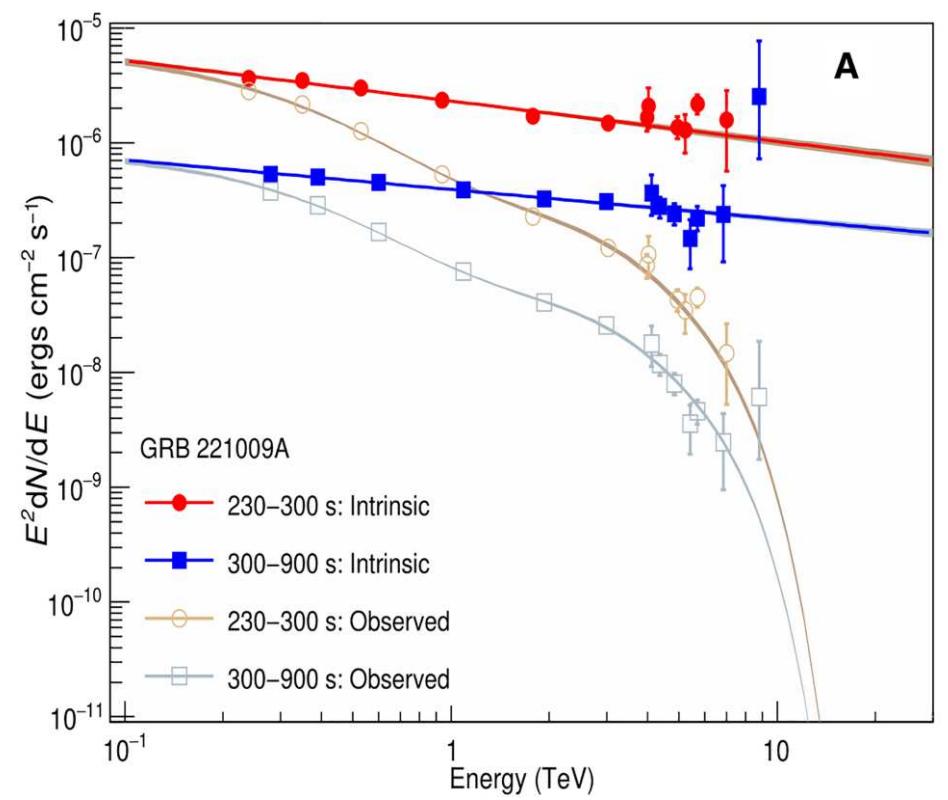 A
10⁻⁵
10⁻⁶
10⁻⁷
10⁻⁸
10⁻⁹
10⁻¹⁰
10⁻¹¹
E²dN/dE (ergs cm⁻² s⁻¹)
GRB 221009A
230–300 s: Intrinsic
300–900 s: Intrinsic
230–300 s: Observed
300–900 s: Observed
10⁻¹ 1 10
Energy (TeV)